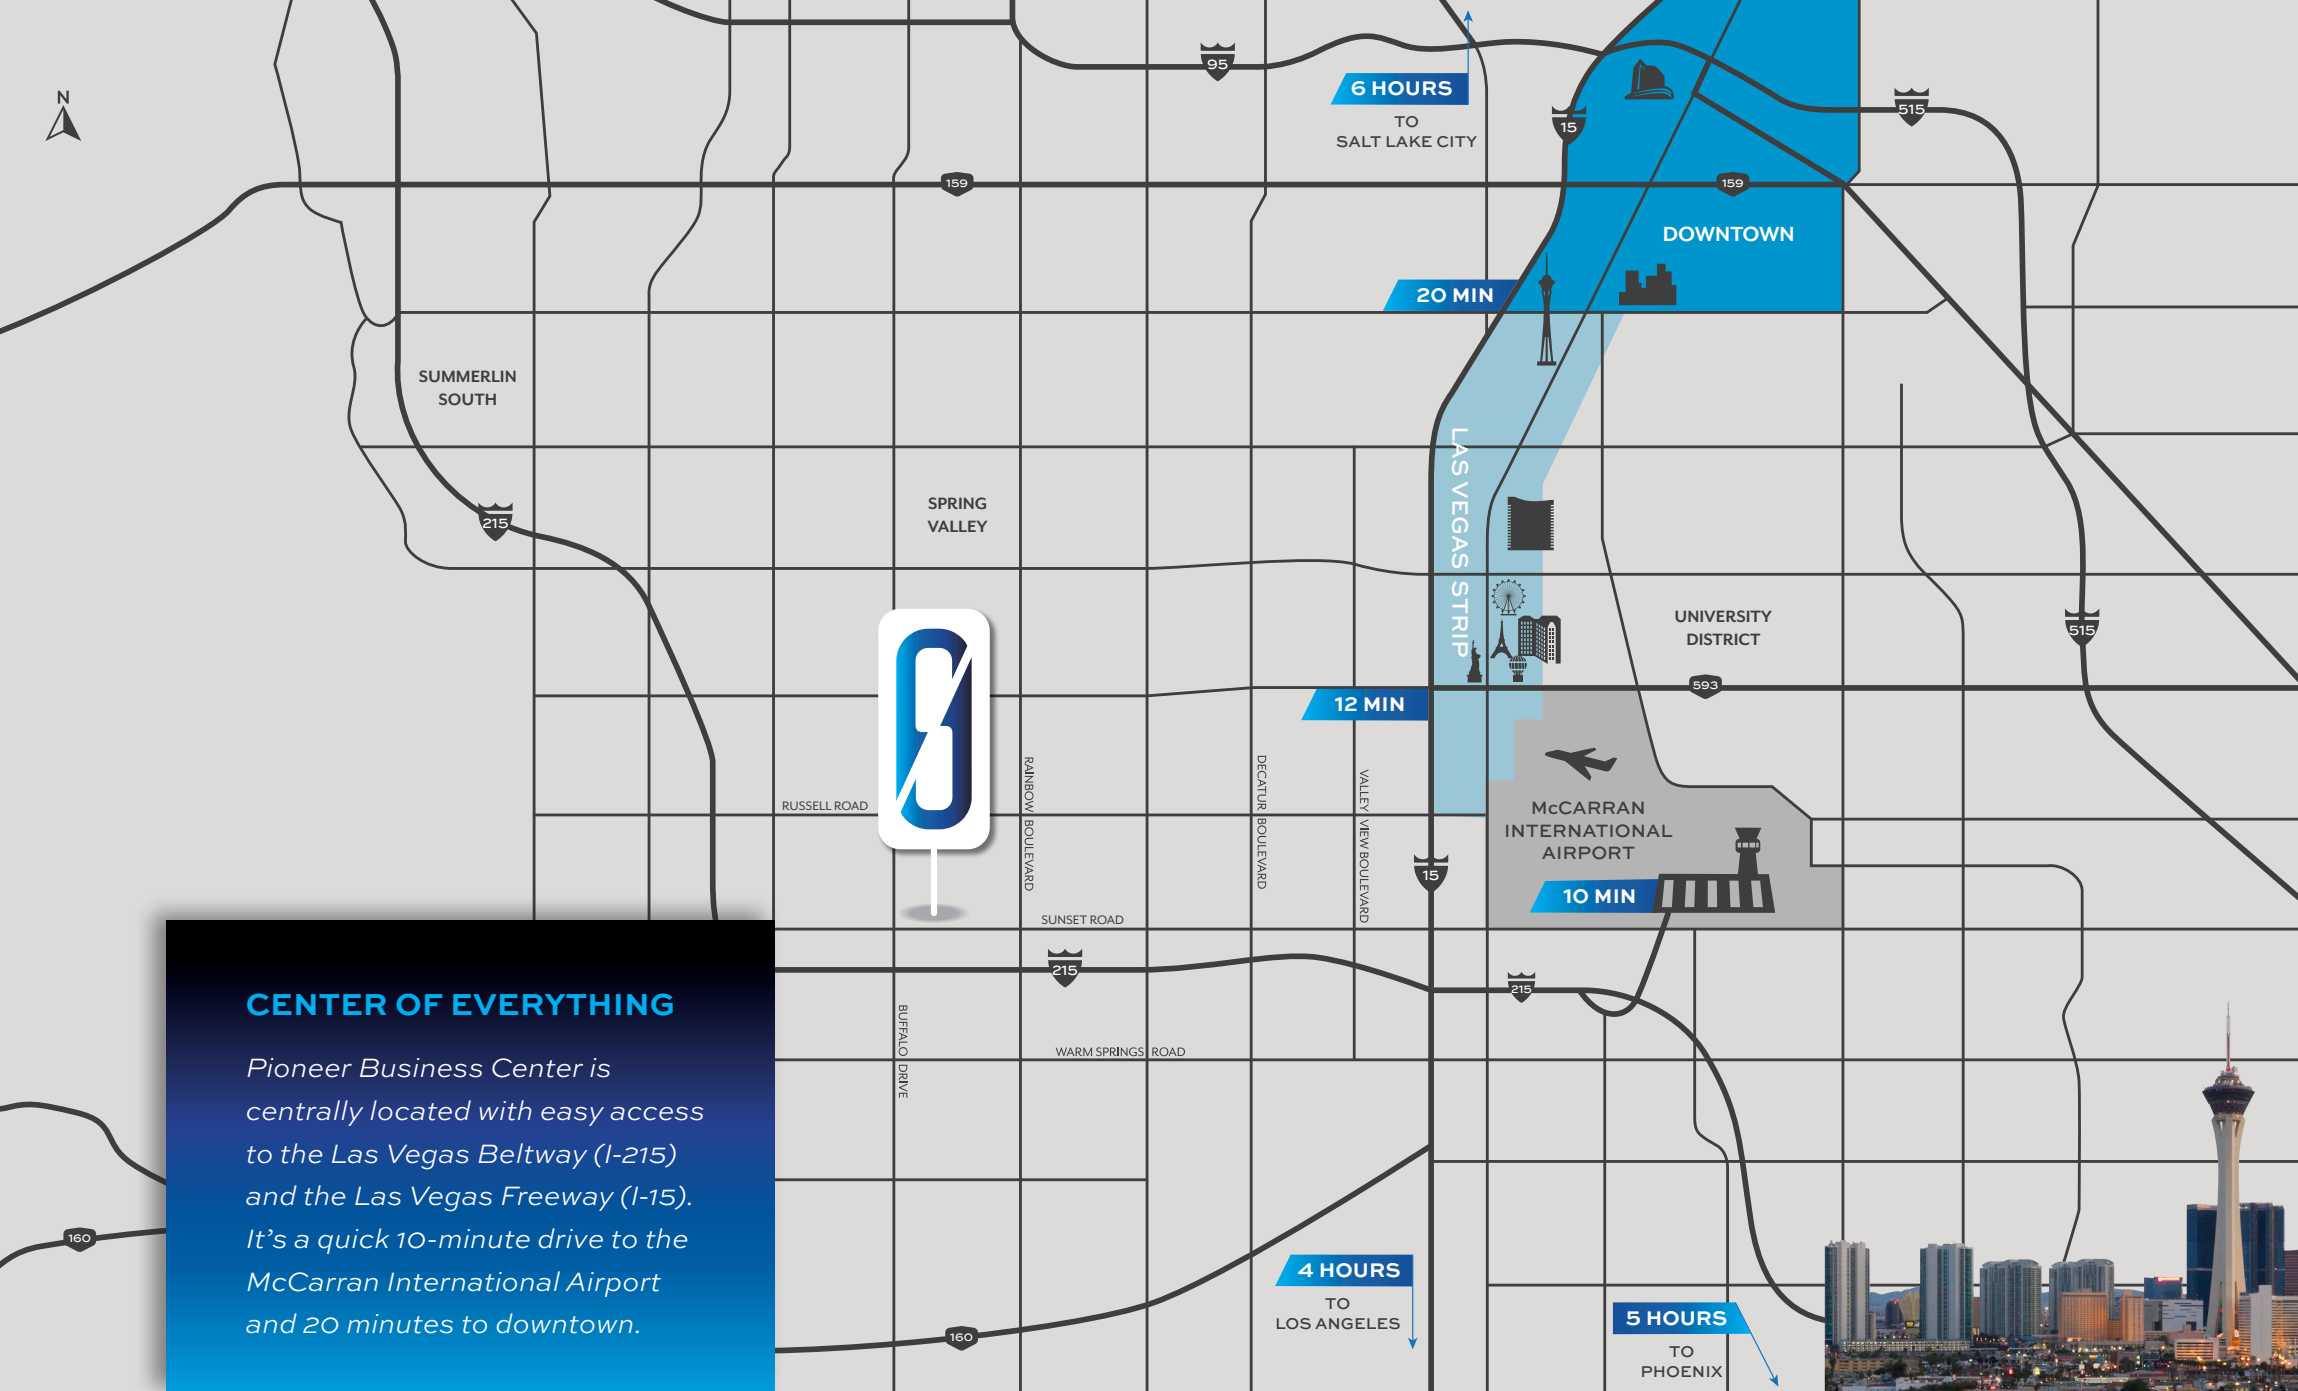 N
95
6 HOURS
TO
SALT LAKE CITY
15
515
159
159
DOWNTOWN
20 MIN
SUMMERLIN
SOUTH
LAS VEGAS STRIP
SPRING
VALLEY
215
UNIVERSITY
DISTRICT
515
593
12 MIN
RUSSELL ROAD
RAINBOW BOULEVARD
DECATUR BOULEVARD
VALLEY VIEW BOULEVARD
McCARRAN
INTERNATIONAL
AIRPORT
15
10 MIN
SUNSET ROAD
215
215
BUFFALO DRIVE
WARM SPRINGS ROAD
CENTER OF EVERYTHING
Pioneer Business Center is
centrally located with easy access
to the Las Vegas Beltway (I-215)
and the Las Vegas Freeway (I-15).
It's a quick 10-minute drive to the
McCarran International Airport
and 20 minutes to downtown.
160
160
4 HOURS
TO
LOS ANGELES
5 HOURS
TO
PHOENIX